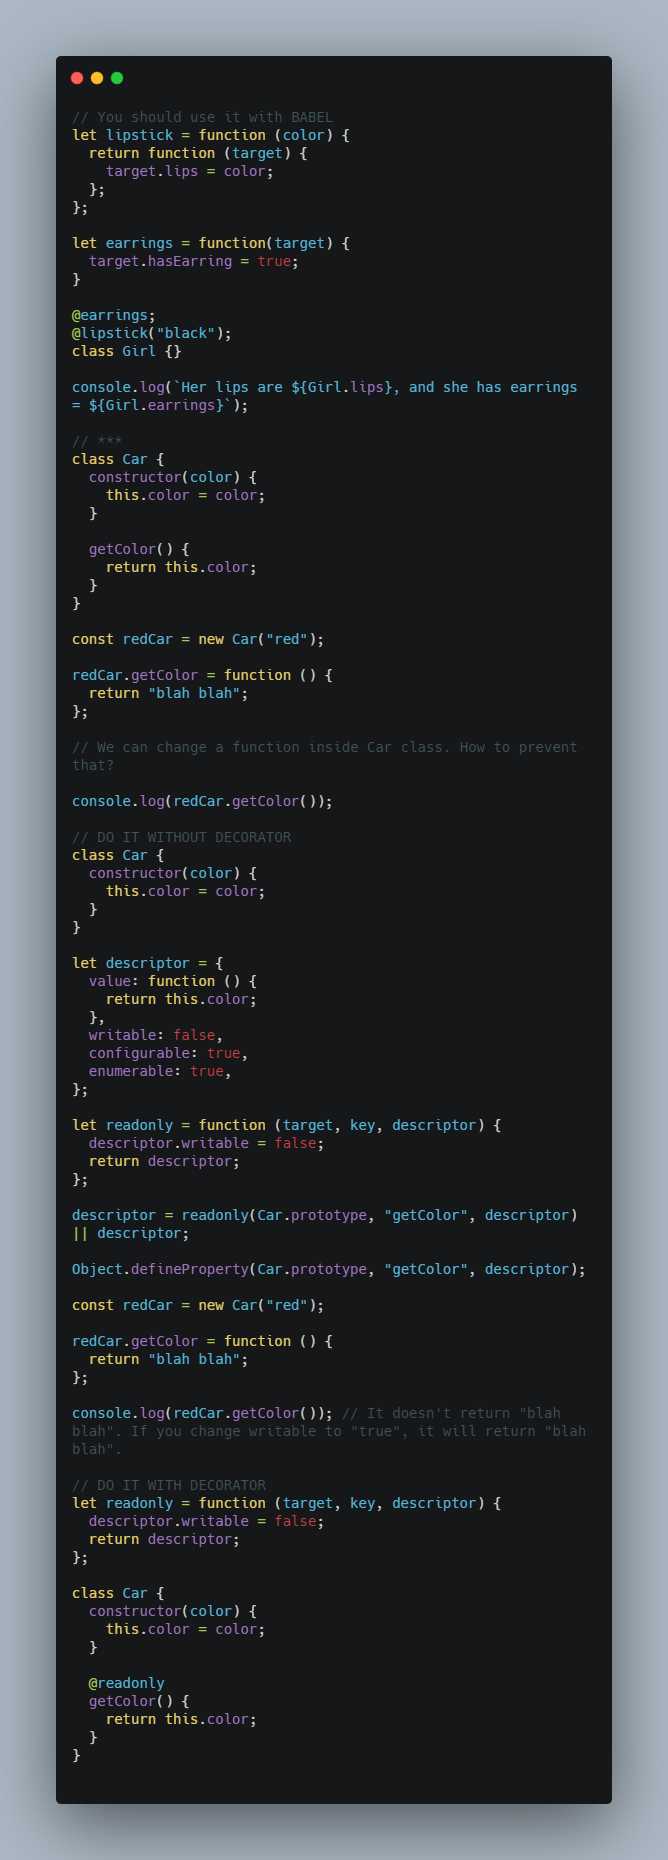 // You should use it with BABEL
let lipstick = function (color) {
  return function (target) {
    target.lips = color;
  };
};

let earrings = function(target) {
  target.hasEarring = true;
}

@earrings;
@lipstick("black");
class Girl {}

console.log(`Her lips are ${Girl.lips}, and she has earrings
= ${Girl.earrings}`);

// ***
class Car {
  constructor(color) {
    this.color = color;
  }

  getColor() {
    return this.color;
  }
}

const redCar = new Car("red");

redCar.getColor = function () {
  return "blah blah";
};

// We can change a function inside Car class. How to prevent
that?

console.log(redCar.getColor());

// DO IT WITHOUT DECORATOR
class Car {
  constructor(color) {
    this.color = color;
  }
}

let descriptor = {
  value: function () {
    return this.color;
  },
  writable: false,
  configurable: true,
  enumerable: true,
};

let readonly = function (target, key, descriptor) {
  descriptor.writable = false;
  return descriptor;
};

descriptor = readonly(Car.prototype, "getColor", descriptor)
|| descriptor;

Object.defineProperty(Car.prototype, "getColor", descriptor);

const redCar = new Car("red");

redCar.getColor = function () {
  return "blah blah";
};

console.log(redCar.getColor()); // It doesn't return "blah
blah". If you change writable to "true", it will return "blah
blah".

// DO IT WITH DECORATOR
let readonly = function (target, key, descriptor) {
  descriptor.writable = false;
  return descriptor;
};

class Car {
  constructor(color) {
    this.color = color;
  }

  @readonly
  getColor() {
    return this.color;
  }
}